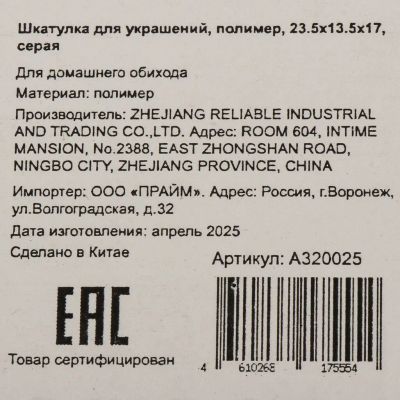 Шкатулка для украшений, полимер, 23.5x13.5x17,
серая
Для домашнего обихода
Материал: полимер
Производитель: ZHEJIANG RELIABLE INDUSTRIAL
AND TRADING CO.,LTD. Адрес: ROOM 604, INTIME
MANSION, No.2388, EAST ZHONGSHAN ROAD,
NINGBO CITY, ZHEJIANG PROVINCE, CHINA
Импортер: ООО «ПРАЙМ». Адрес: Россия, г.Воронеж,
ул.Волгоградская, д.32
Дата изготовления: апрель 2025
Сделано в Китае
Артикул: A320025
EAC
Товар сертифицирован
4 610268 175554